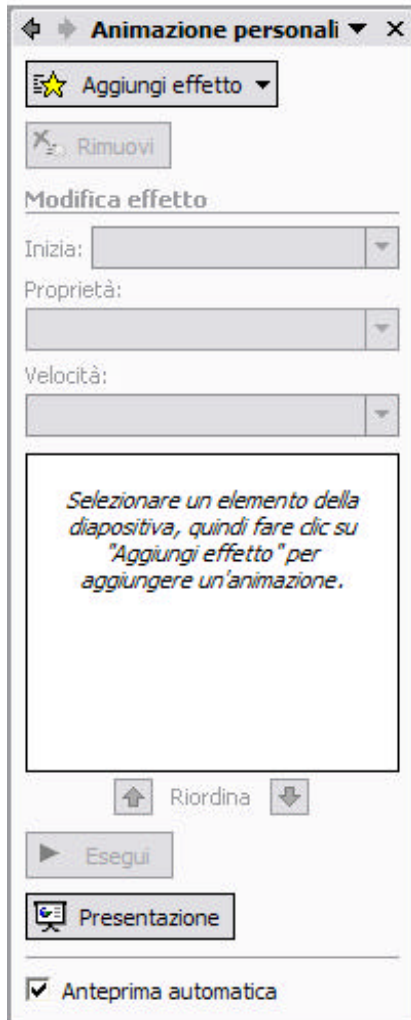 Animazione personali
Aggiungi effetto
Rimuovi
Modifica effetto
Inizia:
Proprietà:
Velocità:
Selezionare un elemento della
diapositiva, quindi fare clic su
"Aggiungi effetto" per
aggiungere un'animazione.
Riordina
Esegui
Presentazione
Anteprima automatica